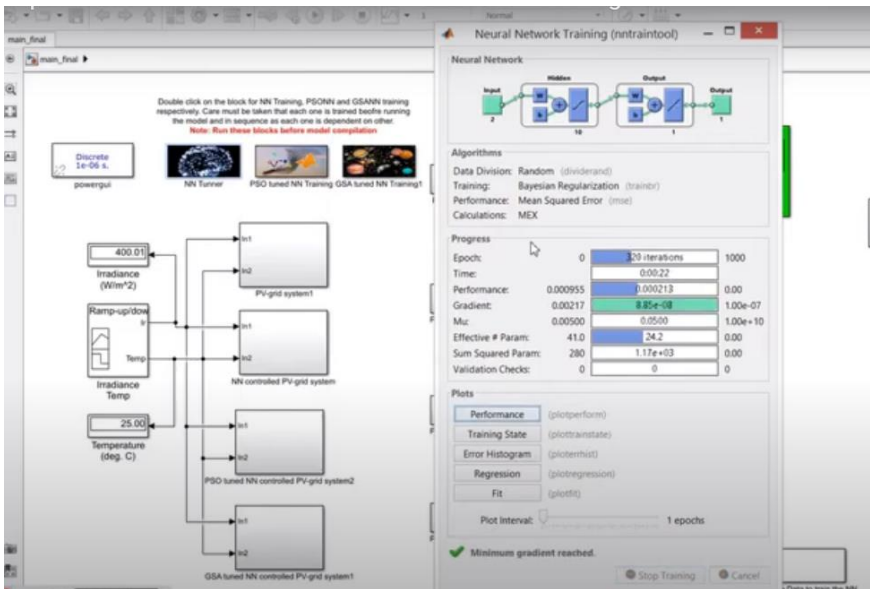 Normal
main_final
main_final
Double click on the block for NN Training, PSONN and GSANN training
respectively. Care must be taken that each one is trained beofre running
the model and in sequence as each one is dependent on other.
Note: Run these blocks before model compilation
Discrete
1e-06 s.
powergui
NN Tunner
PSO tuned NN Training
GSA tuned NN Training1
400.01
Irradiance
(W/m^2)
Ramp-up/dow
Ir
Temp
Irradiance
Temp
25.00
Temperature
(deg. C)
In1
In2
PV-grid system1
In1
In2
NN controlled PV-grid system
In1
In2
PSO tuned NN controlled PV-grid system2
In1
In2
GSA tuned NN controlled PV-grid system1
Neural Network Training (nntraintool)
Neural Network
Hidden
Output
Input
W
b
W
b
Output
2
10
1
1
Algorithms
Data Division: Random (dividerand)
Training: Bayesian Regularization (trainbr)
Performance: Mean Squared Error (mse)
Calculations: MEX
Progress
Epoch: 0 320 iterations 1000
Time: 0:00:22
Performance: 0.000955 0.000213 0.00
Gradient: 0.00217 8.85e-08 1.00e-07
Mu: 0.00500 0.0500 1.00e+10
Effective # Param: 41.0 24.2 0.00
Sum Squared Param: 280 1.17e+03 0.00
Validation Checks: 0 0 0
Plots
Performance (plotperform)
Training State (plottrainstate)
Error Histogram (ploterrhist)
Regression (plotregression)
Fit (plotfit)
Plot Interval: 1 epochs
Minimum gradient reached.
Stop Training
Cancel